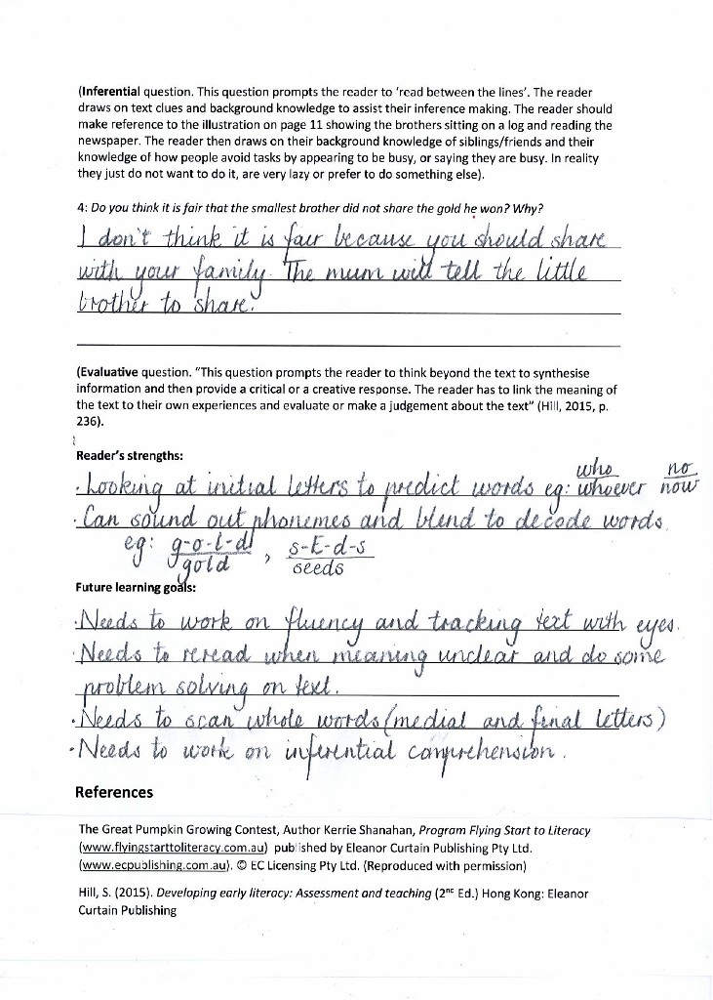 (Inferential question. This question prompts the reader to 'read between the lines'. The reader
draws on text clues and background knowledge to assist their inference making. The reader should
make reference to the illustration on page 11 showing the brothers sitting on a log and reading the
newspaper. The reader then draws on their background knowledge of siblings/friends and their
knowledge of how people avoid tasks by appearing to be busy, or saying they are busy. In reality
they just do not want to do it, are very lazy or prefer to do something else).
4: Do you think it is fair that the smallest brother did not share the gold he won? Why?
I don't think it is fair because you should share
with your family. The mum will tell the little
brother to share.
(Evaluative question. "This question prompts the reader to think beyond the text to synthesise
information and then provide a critical or a creative response. The reader has to link the meaning of
the text to their own experiences and evaluate or make a judgement about the text" (Hill, 2015, p.
236).
Reader's strengths:
who no
· Looking at initial letters to predict words eg: whoever now
· Can sound out phonemes and blend to decode words.
eg: g-o-l-d , s-E-d-s
gold seeds
Future learning goals:
· Needs to work on fluency and tracking text with eyes.
· Needs to reread when meaning unclear and do some
problem solving on text.
· Needs to scan whole words (medial and final letters)
· Needs to work on inferential comprehension.
References
The Great Pumpkin Growing Contest, Author Kerrie Shanahan, Program Flying Start to Literacy
(www.flyingstarttoliteracy.com.au) published by Eleanor Curtain Publishing Pty Ltd.
(www.ecpublishing.com.au). © EC Licensing Pty Ltd. (Reproduced with permission)
Hill, S. (2015). Developing early literacy: Assessment and teaching (2nd Ed.) Hong Kong: Eleanor
Curtain Publishing